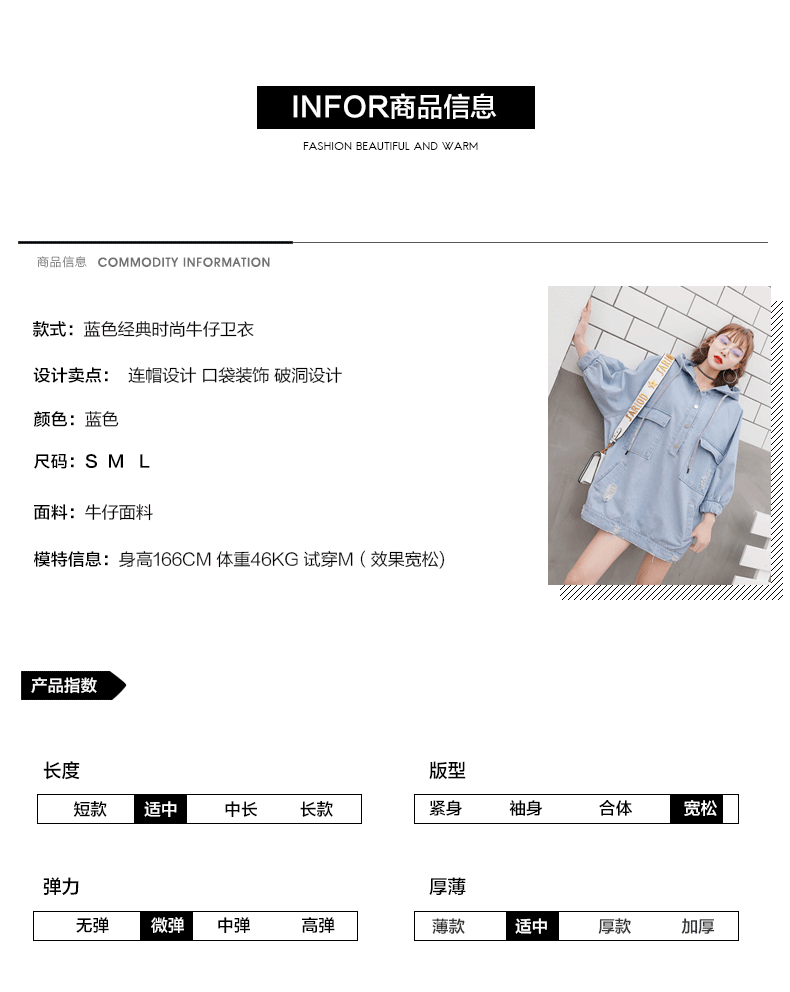 INFOR商品信息
FASHION BEAUTIFUL AND WARM
商品信息 COMMODITY INFORMATION
款式：蓝色经典时尚牛仔卫衣
设计卖点： 连帽设计 口袋装饰 破洞设计
颜色：蓝色
尺码：S M L
面料：牛仔面料
模特信息：身高166CM 体重46KG 试穿M（效果宽松）
产品指数
长度
短款 适中 中长 长款
版型
紧身 袖身 合体 宽松
弹力
无弹 微弹 中弹 高弹
厚薄
薄款 适中 厚款 加厚